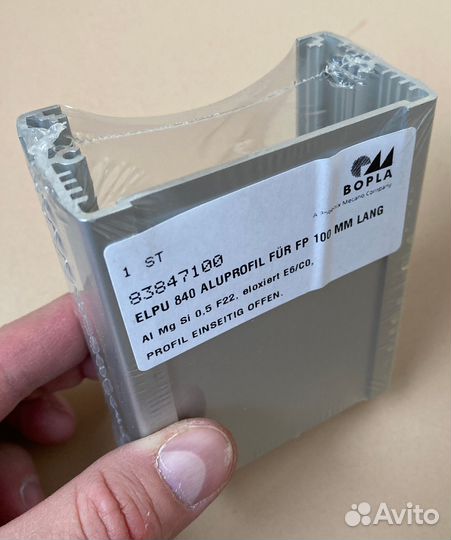 BOPLA
A Phoenix Mecano Company
1 ST
83847100
ELPU 840 ALUPROFIL FÜR FP 100 MM LANG
Al Mg Si 0,5 F22, eloxiert E6/C0,
PROFIL EINSEITIG OFFEN.
Avito